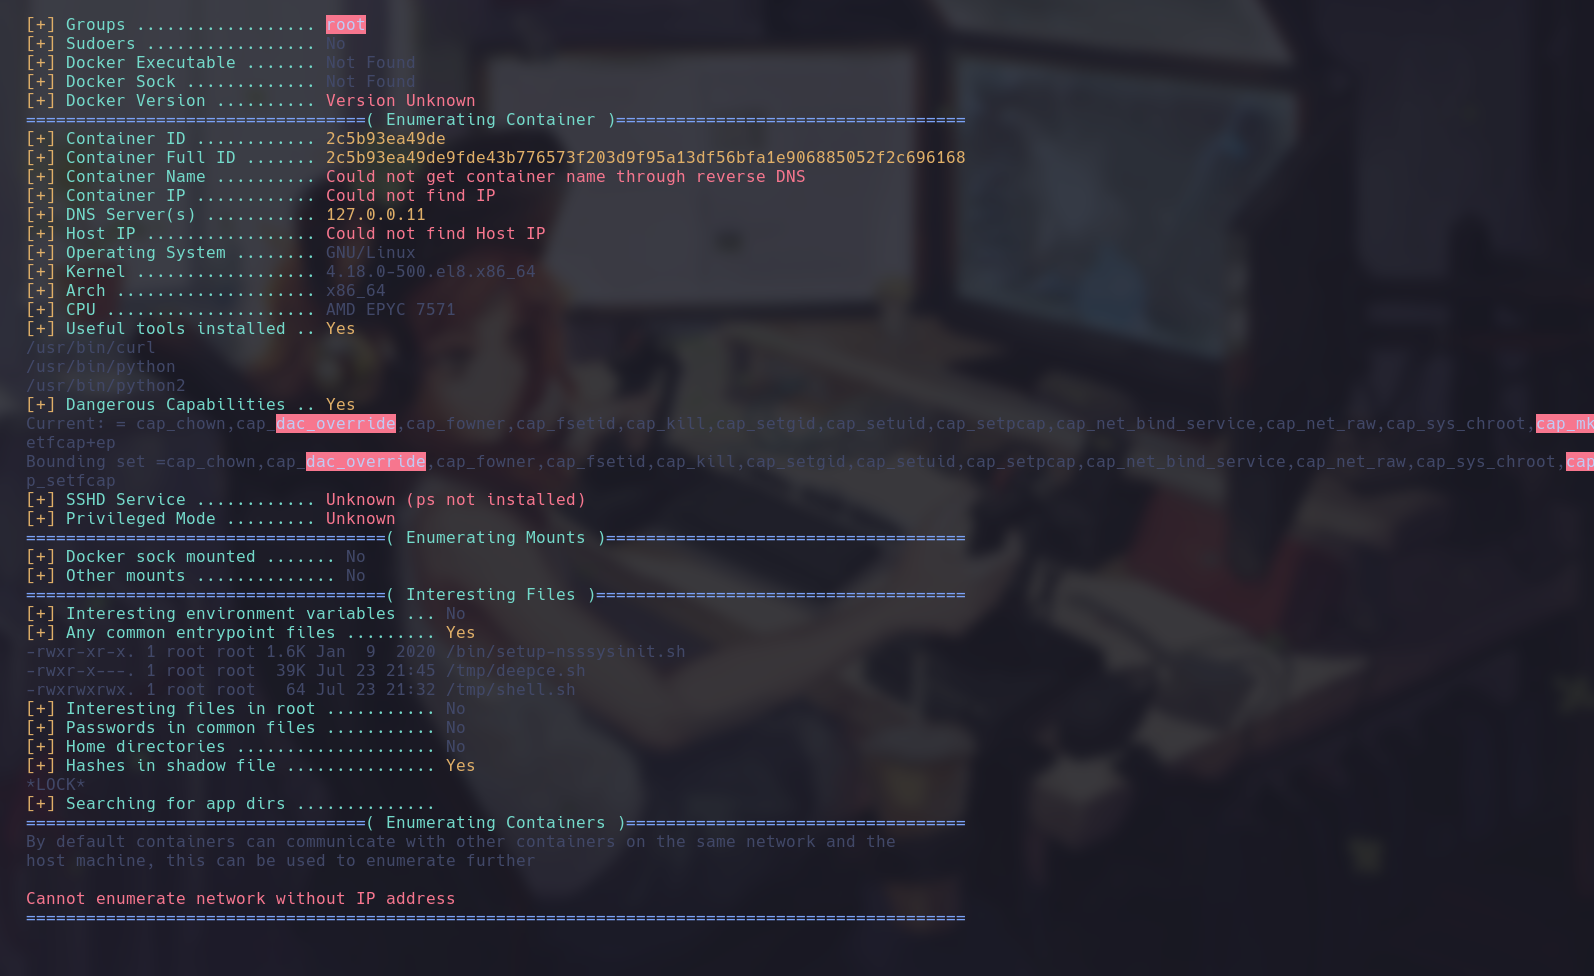 [+] Groups .................. root
[+] Sudoers ................. No
[+] Docker Executable ....... Not Found
[+] Docker Sock ............. Not Found
[+] Docker Version .......... Version Unknown
==================================( Enumerating Container )===================================
[+] Container ID ............ 2c5b93ea49de
[+] Container Full ID ....... 2c5b93ea49de9fde43b776573f203d9f95a13df56bfa1e906885052f2c696168
[+] Container Name .......... Could not get container name through reverse DNS
[+] Container IP ............ Could not find IP
[+] DNS Server(s) ........... 127.0.0.11
[+] Host IP ................. Could not find Host IP
[+] Operating System ........ GNU/Linux
[+] Kernel .................. 4.18.0-500.el8.x86_64
[+] Arch .................... x86_64
[+] CPU ..................... AMD EPYC 7571
[+] Useful tools installed .. Yes
/usr/bin/curl
/usr/bin/python
/usr/bin/python2
[+] Dangerous Capabilities .. Yes
Current: = cap_chown,cap_dac_override,cap_fowner,cap_fsetid,cap_kill,cap_setgid,cap_setuid,cap_setpcap,cap_net_bind_service,cap_net_raw,cap_sys_chroot,cap_mk
etfcap+ep
Bounding set =cap_chown,cap_dac_override,cap_fowner,cap_fsetid,cap_kill,cap_setgid,cap_setuid,cap_setpcap,cap_net_bind_service,cap_net_raw,cap_sys_chroot,cap
p_setfcap
[+] SSHD Service ............ Unknown (ps not installed)
[+] Privileged Mode ......... Unknown
====================================( Enumerating Mounts )====================================
[+] Docker sock mounted ....... No
[+] Other mounts .............. No
====================================( Interesting Files )=====================================
[+] Interesting environment variables ... No
[+] Any common entrypoint files ......... Yes
-rwxr-xr-x. 1 root root 1.6K Jan  9  2020 /bin/setup-nsssysinit.sh
-rwxr-x---. 1 root root  39K Jul 23 21:45 /tmp/deepce.sh
-rwxrwxrwx. 1 root root   64 Jul 23 21:32 /tmp/shell.sh
[+] Interesting files in root ........... No
[+] Passwords in common files ........... No
[+] Home directories .................... No
[+] Hashes in shadow file ............... Yes
*LOCK*
[+] Searching for app dirs ..............
==================================( Enumerating Containers )==================================
By default containers can communicate with other containers on the same network and the
host machine, this can be used to enumerate further
Cannot enumerate network without IP address
==============================================================================================